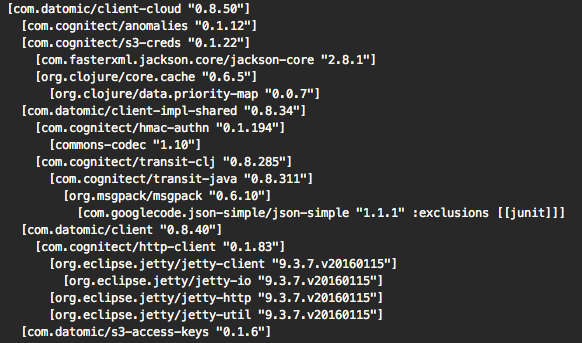 [com.datomic/client-cloud "0.8.50"]
[com.cognitect/anomalies "0.1.12"]
[com.cognitect/s3-creds "0.1.22"]
[com.fasterxml.jackson.core/jackson-core "2.8.1"]
[org.clojure/core.cache "0.6.5"]
[org.clojure/data.priority-map "0.0.7"]
[com.datomic/client-impl-shared "0.8.34"]
[com.cognitect/hmac-authn "0.1.194"]
[commons-codec "1.10"]
[com.cognitect/transit-clj "0.8.285"]
[com.cognitect/transit-java "0.8.311"]
[org.msgpack/msgpack "0.6.10"]
[com.googlecode.json-simple/json-simple "1.1.1" :exclusions [[junit]]]
[com.datomic/client "0.8.40"]
[com.cognitect/http-client "0.1.83"]
[org.eclipse.jetty/jetty-client "9.3.7.v20160115"]
[org.eclipse.jetty/jetty-io "9.3.7.v20160115"]
[org.eclipse.jetty/jetty-http "9.3.7.v20160115"]
[org.eclipse.jetty/jetty-util "9.3.7.v20160115"]
[com.datomic/s3-access-keys "0.1.6"]